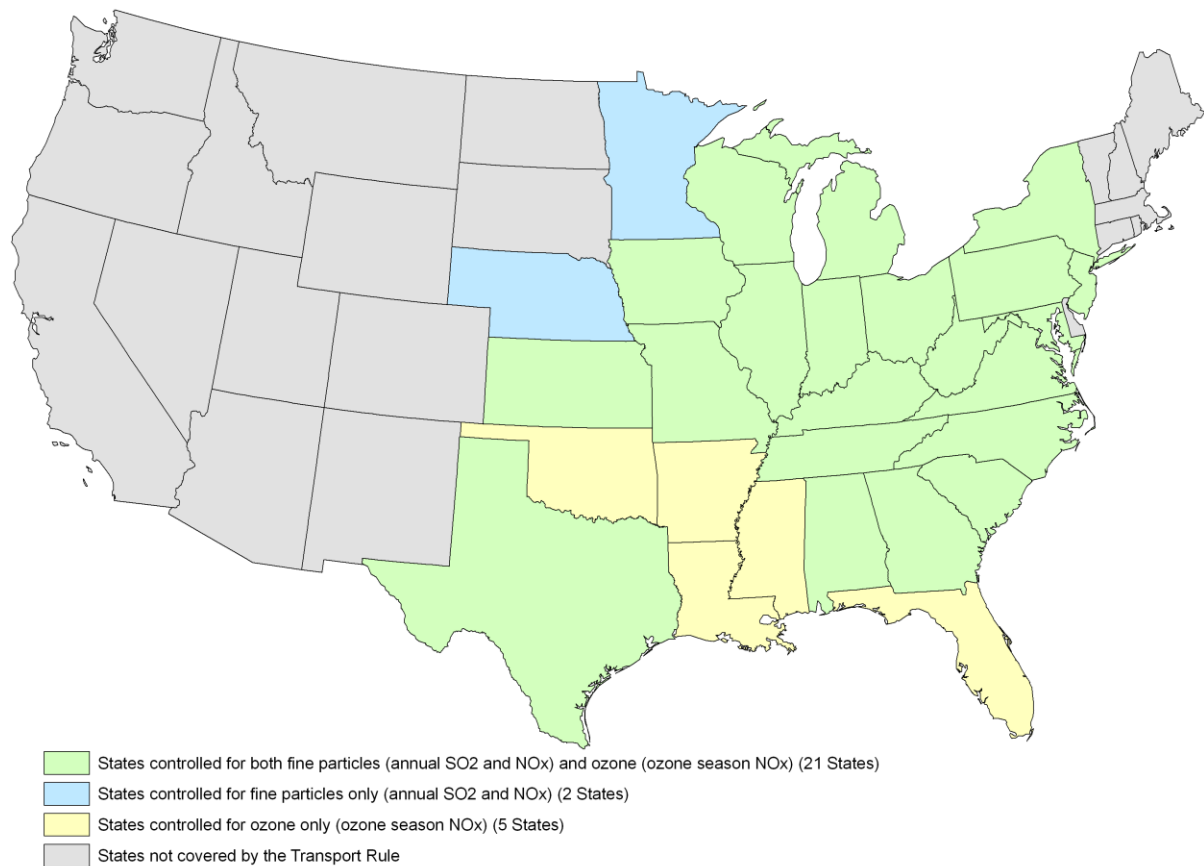 States controlled for both fine particles (annual SO2 and NOx) and ozone (ozone season NOx) (21 States)
States controlled for fine particles only (annual SO2 and NOx) (2 States)
States controlled for ozone only (ozone season NOx) (5 States)
States not covered by the Transport Rule